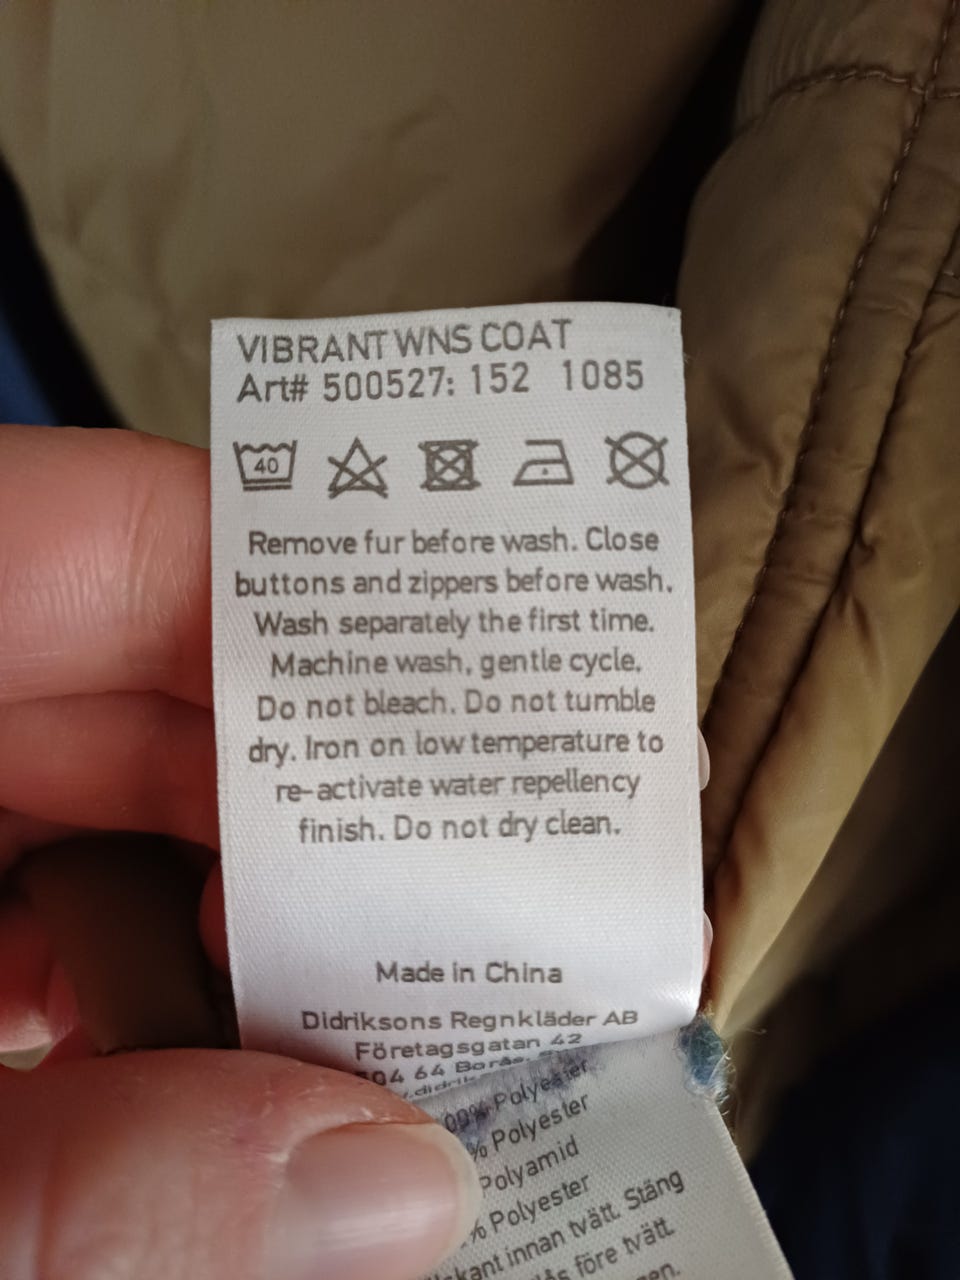 VIBRANT WNS COAT
Art# 500527: 152 1085
40
Remove fur before wash. Close
buttons and zippers before wash.
Wash separately the first time.
Machine wash, gentle cycle.
Do not bleach. Do not tumble
dry. Iron on low temperature to
re-activate water repellency
finish. Do not dry clean.
Made in China
Didriksons Regnkläder AB
Företagsgatan 42
504 64 Borås,
Polyester
% Polyester
Polyamid
% Polyester
innan tvätt. Stäng
före tvätt.